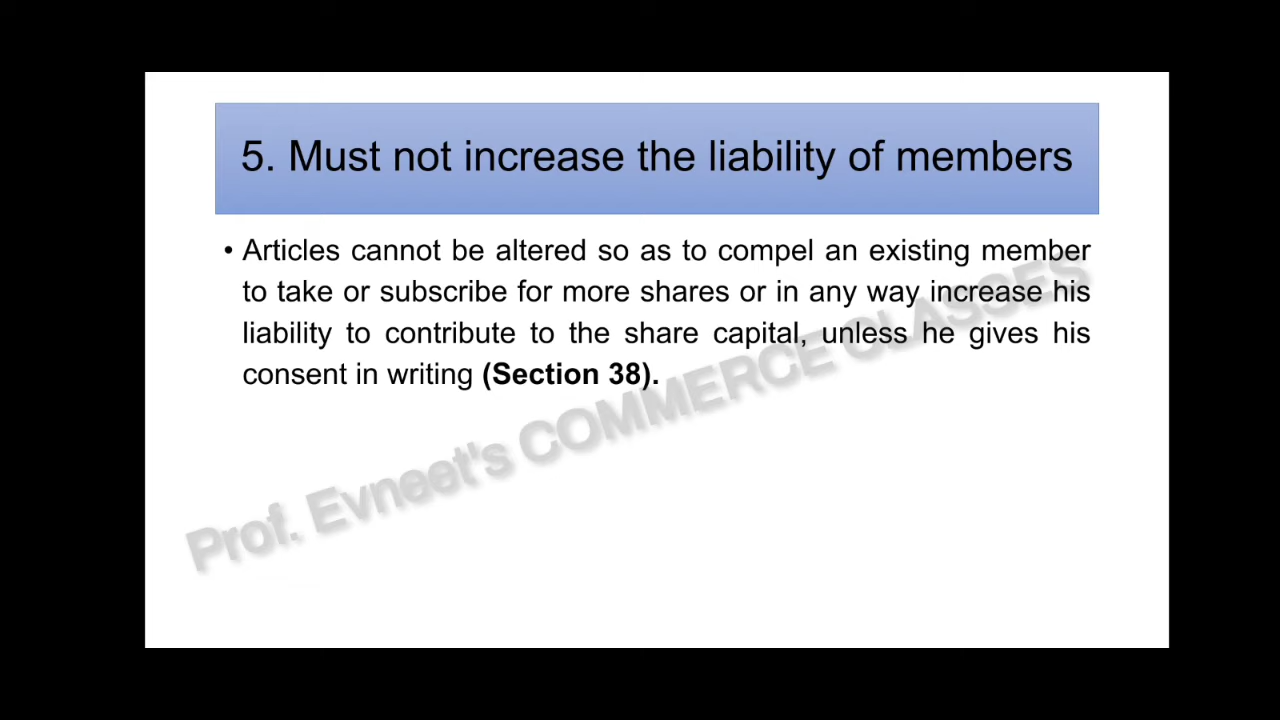 5. Must not increase the liability of members
• Articles cannot be altered so as to compel an existing member
to take or subscribe for more shares or in any way increase his
liability to contribute to the share capital, unless he gives his
consent in writing (Section 38).
Prof. Evneet's COMMERCE CLASSES